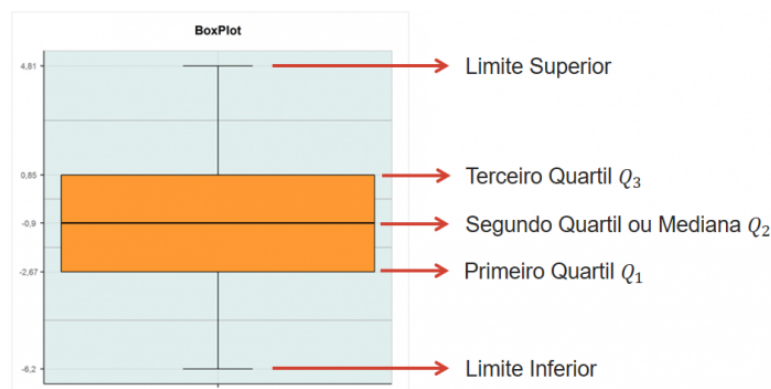 BoxPlot
4,81
Limite Superior
0,85
Terceiro Quartil Q₃
-0,9
Segundo Quartil ou Mediana Q₂
-2,67
Primeiro Quartil Q₁
-6,2
Limite Inferior